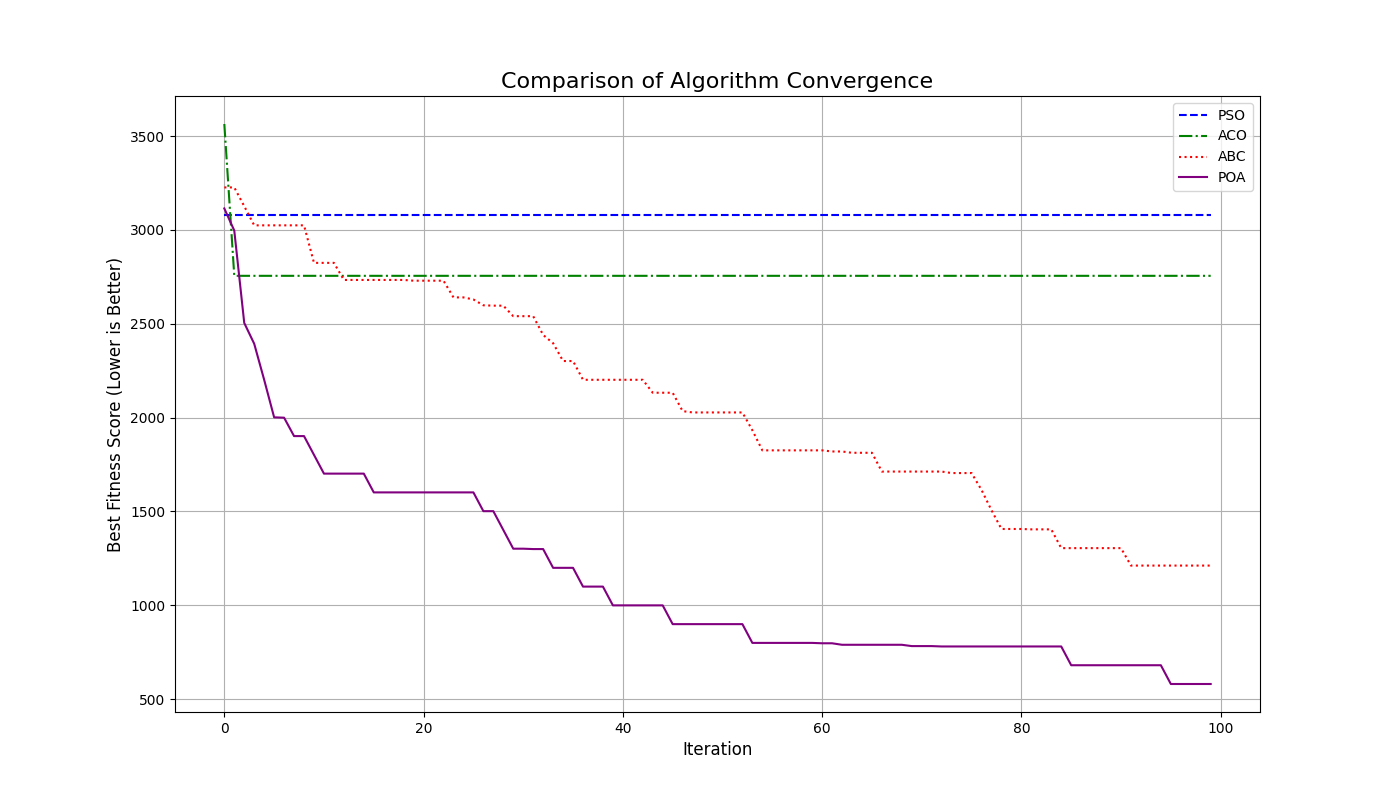 Comparison of Algorithm Convergence
PSO
ACO
ABC
POA
Best Fitness Score (Lower is Better)
3500
3000
2500
2000
1500
1000
500
0 20 40 60 80 100
Iteration